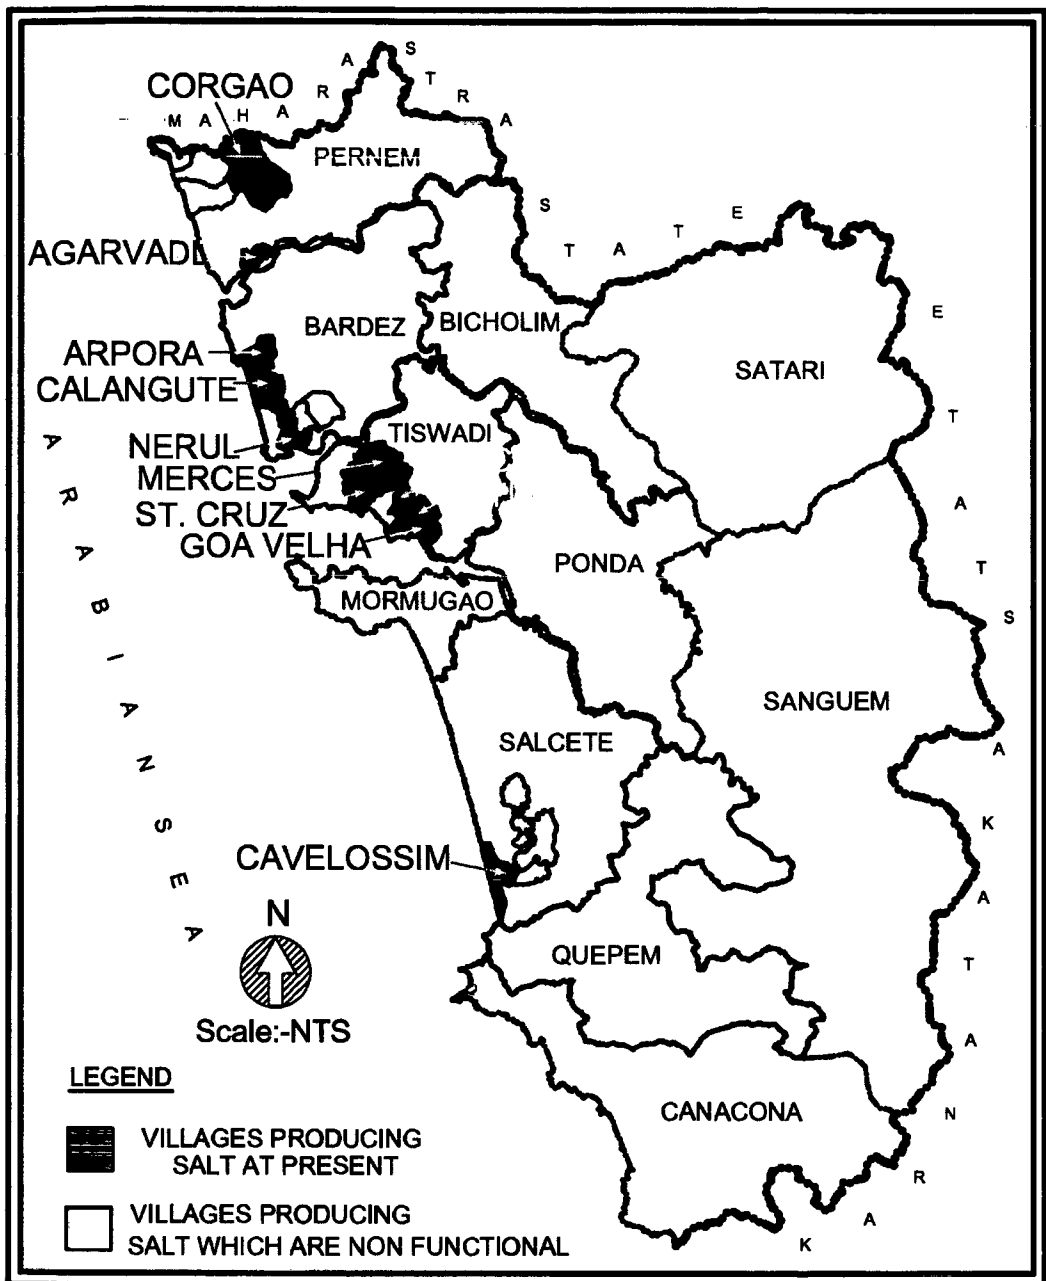 CORGAO
MAHARASTRA
PERNEM
STATE
AGARVADE
BARDEZ
BICHOLIM
ARPORA
SATARI
CALANGUTE
TISWADI
NERUL
MERCES
ST. CRUZ
GOA VELHA
PONDA
MORMUGAO
ARABIAN SEA
SANGUEM
SALCETE
CAVELOSSIM
N
QUEPEM
Scale:-NTS
KARNATAKA STATE
LEGEND
CANACONA
VILLAGES PRODUCING
SALT AT PRESENT
VILLAGES PRODUCING
SALT WHICH ARE NON FUNCTIONAL